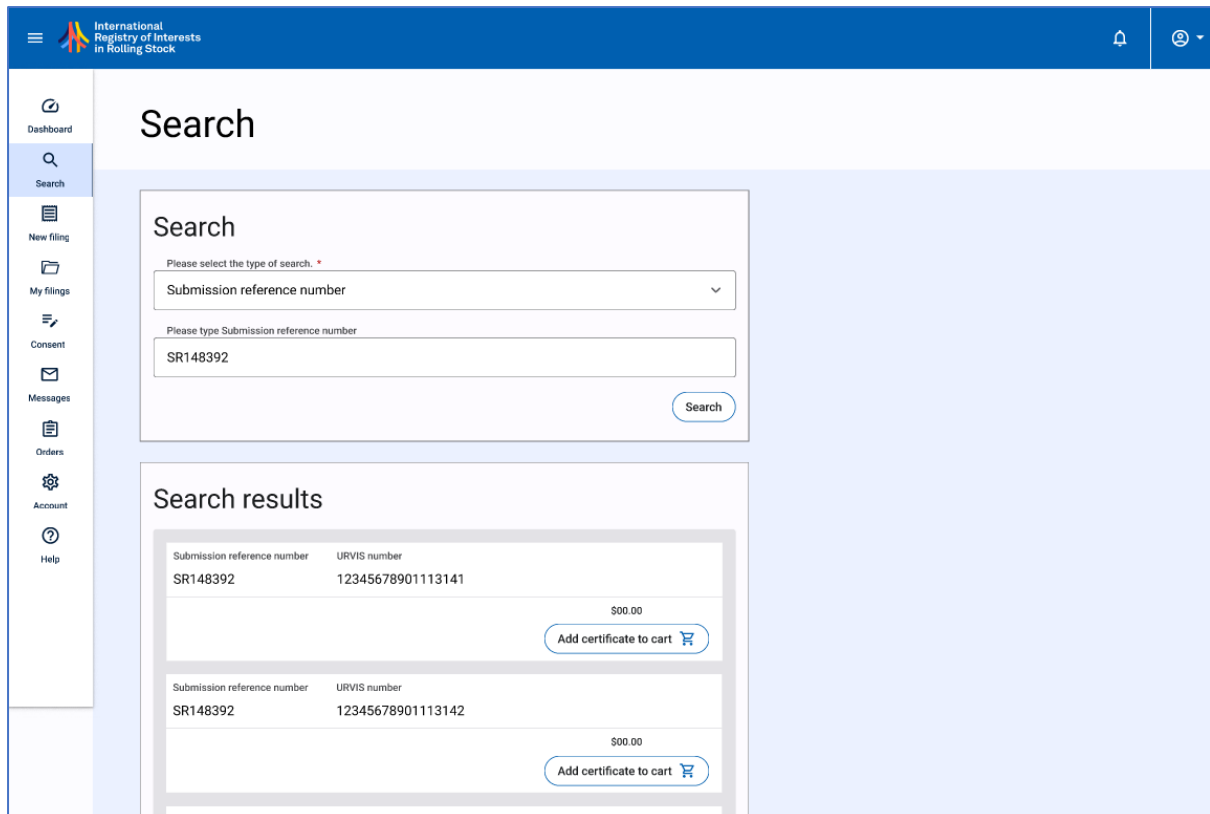 International
Registry of Interests
in Rolling Stock
Dashboard
Search
New filing
My filings
Consent
Messages
Orders
Account
Help
Search
Search
Please select the type of search. *
Submission reference number
Please type Submission reference number
SR148392
Search
Search results
Submission reference number URVIS number
SR148392 12345678901113141
$00.00
Add certificate to cart
Submission reference number URVIS number
SR148392 12345678901113142
$00.00
Add certificate to cart